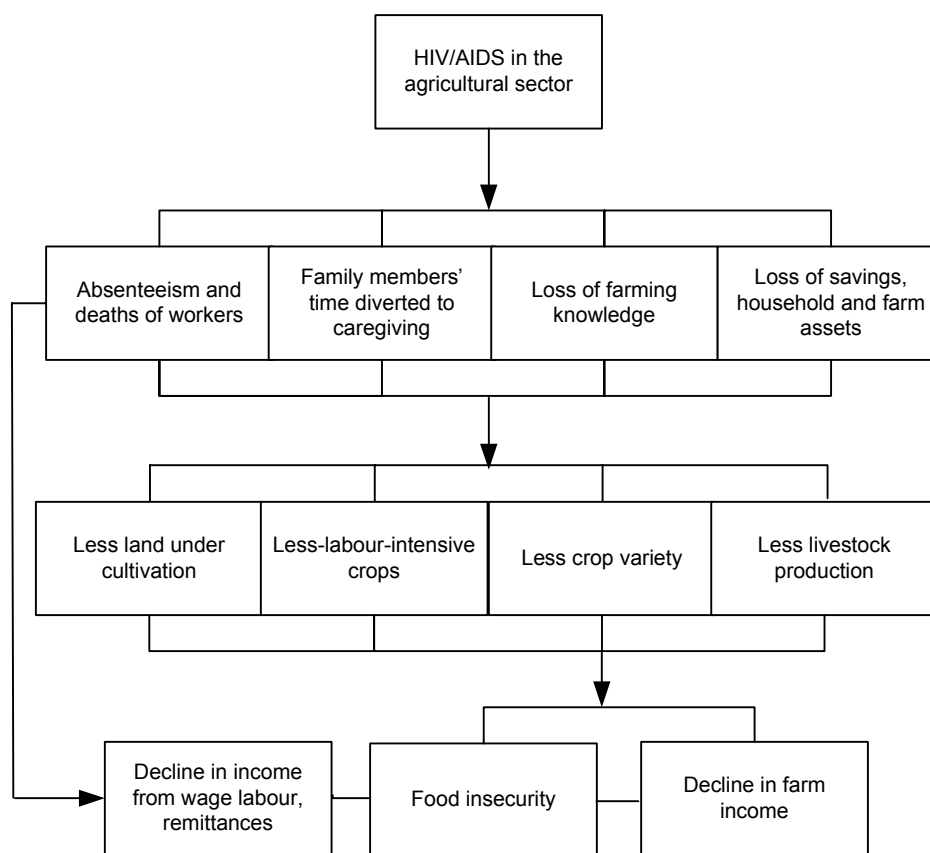 HIV/AIDS in the
agricultural sector
Absenteeism and
deaths of workers
Family members’
time diverted to
caregiving
Loss of farming
knowledge
Loss of savings,
household and farm
assets
Less land under
cultivation
Less-labour-intensive
crops
Less crop variety
Less livestock
production
Decline in income
from wage labour,
remittances
Food insecurity
Decline in farm
income